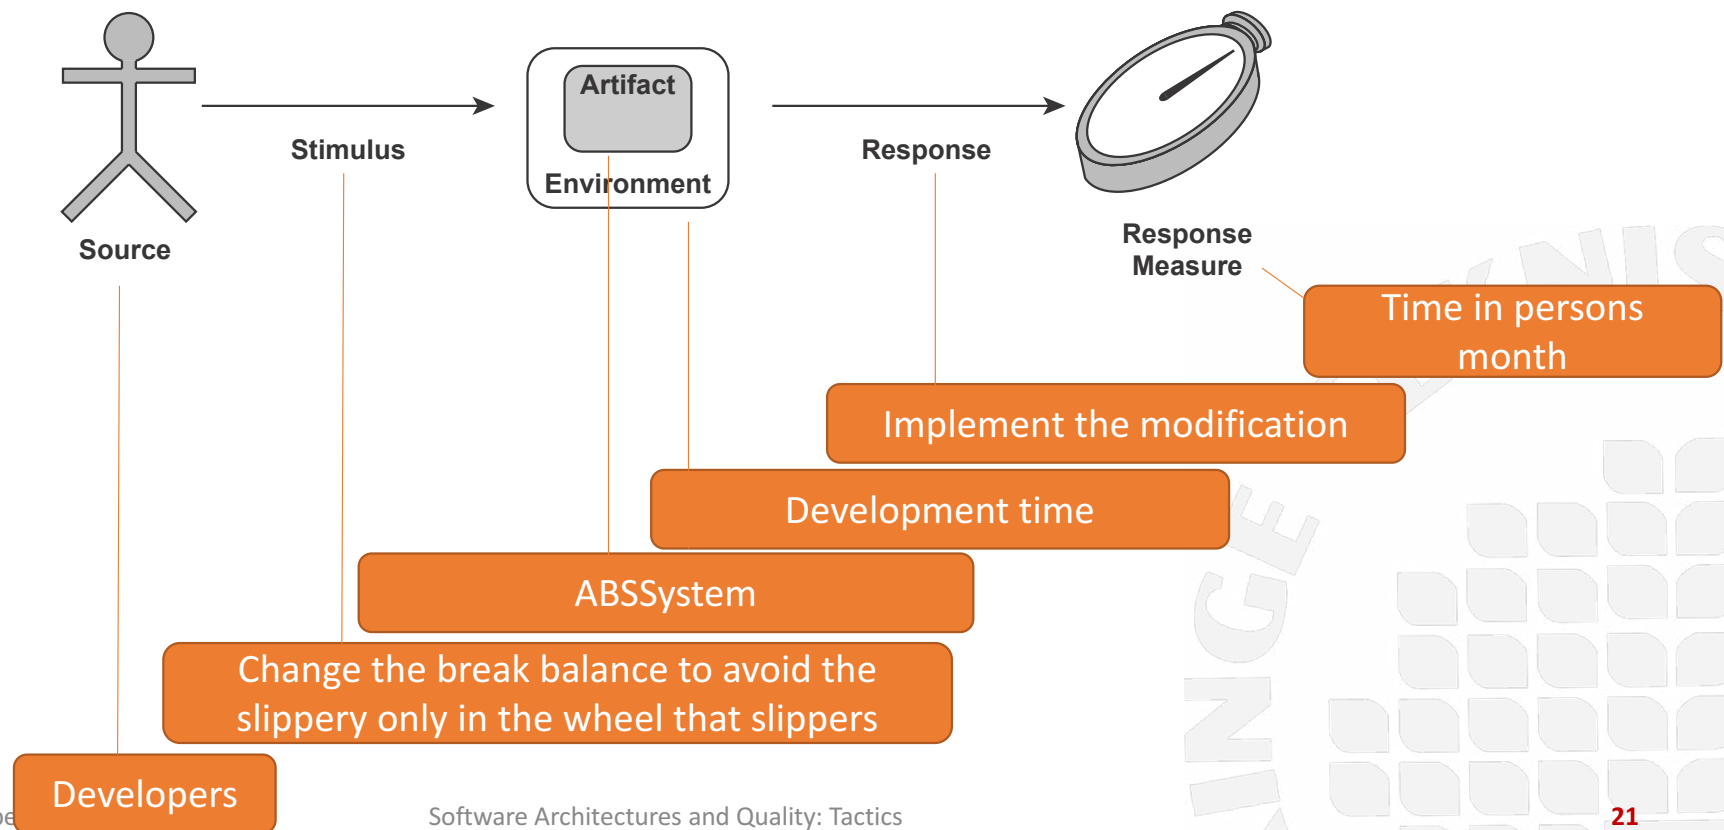 Artifact
Stimulus
Response
Environment
Source
Response
Measure
Time in persons
month
Implement the modification
Development time
ABSSystem
Change the break balance to avoid the
slippery only in the wheel that slippers
Developers
Software Architectures and Quality: Tactics
21